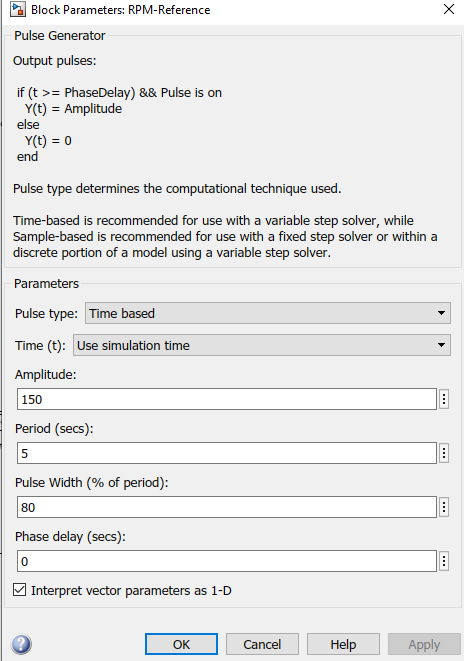 Block Parameters: RPM-Reference
Pulse Generator
Output pulses:
if (t >= PhaseDelay) && Pulse is on
Y(t) = Amplitude
else
Y(t) = 0
end
Pulse type determines the computational technique used.
Time-based is recommended for use with a variable step solver, while
Sample-based is recommended for use with a fixed step solver or within a
discrete portion of a model using a variable step solver.
Parameters
Pulse type: Time based
Time (t): Use simulation time
Amplitude:
150
Period (secs):
5
Pulse Width (% of period):
80
Phase delay (secs):
0
Interpret vector parameters as 1-D
OK Cancel Help Apply